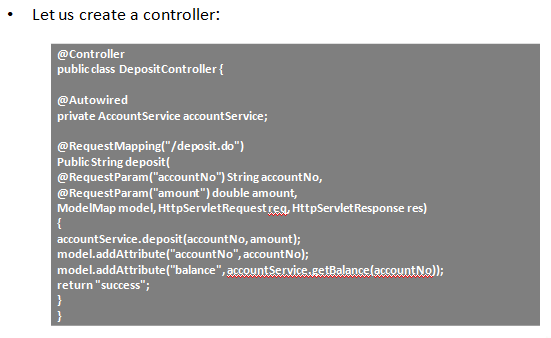 • Let us create a controller:
@Controller
public class DepositController {
@Autowired
private AccountService accountService;
@RequestMapping("/deposit.do")
Public String deposit(
@RequestParam("accountNo") String accountNo,
@RequestParam("amount") double amount,
ModelMap model, HttpServletRequest req, HttpServletResponse res)
{
accountService.deposit(accountNo, amount);
model.addAttribute("accountNo", accountNo);
model.addAttribute("balance", accountService.getBalance(accountNo));
return "success";
}
}